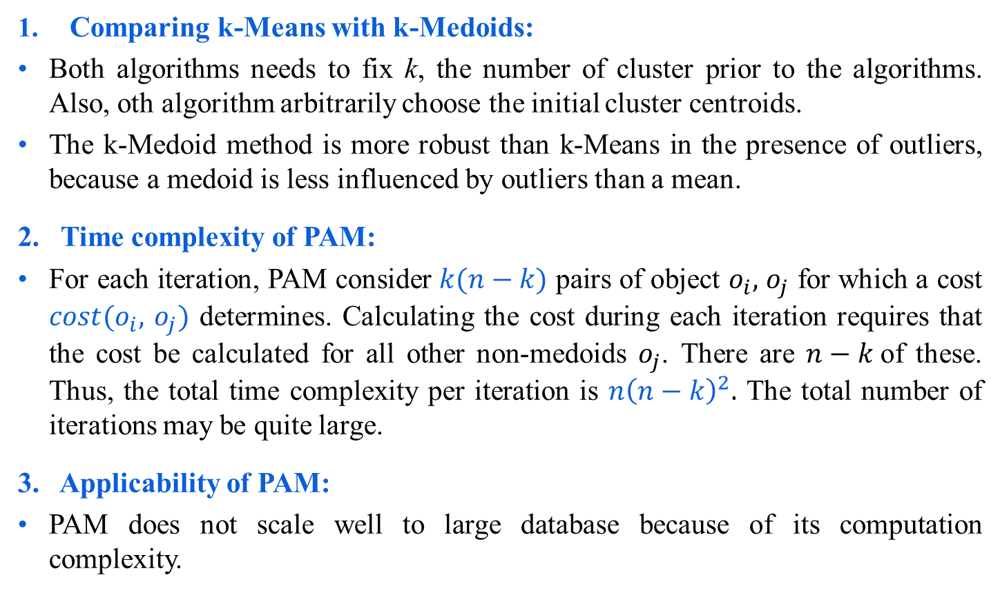 1. Comparing k-Means with k-Medoids:
• Both algorithms needs to fix k, the number of cluster prior to the algorithms.
Also, oth algorithm arbitrarily choose the initial cluster centroids.
• The k-Medoid method is more robust than k-Means in the presence of outliers,
because a medoid is less influenced by outliers than a mean.
2. Time complexity of PAM:
• For each iteration, PAM consider k(n − k) pairs of object oᵢ, oⱼ for which a cost
cost(oᵢ, oⱼ) determines. Calculating the cost during each iteration requires that
the cost be calculated for all other non-medoids oⱼ. There are n − k of these.
Thus, the total time complexity per iteration is n(n − k)². The total number of
iterations may be quite large.
3. Applicability of PAM:
• PAM does not scale well to large database because of its computation
complexity.